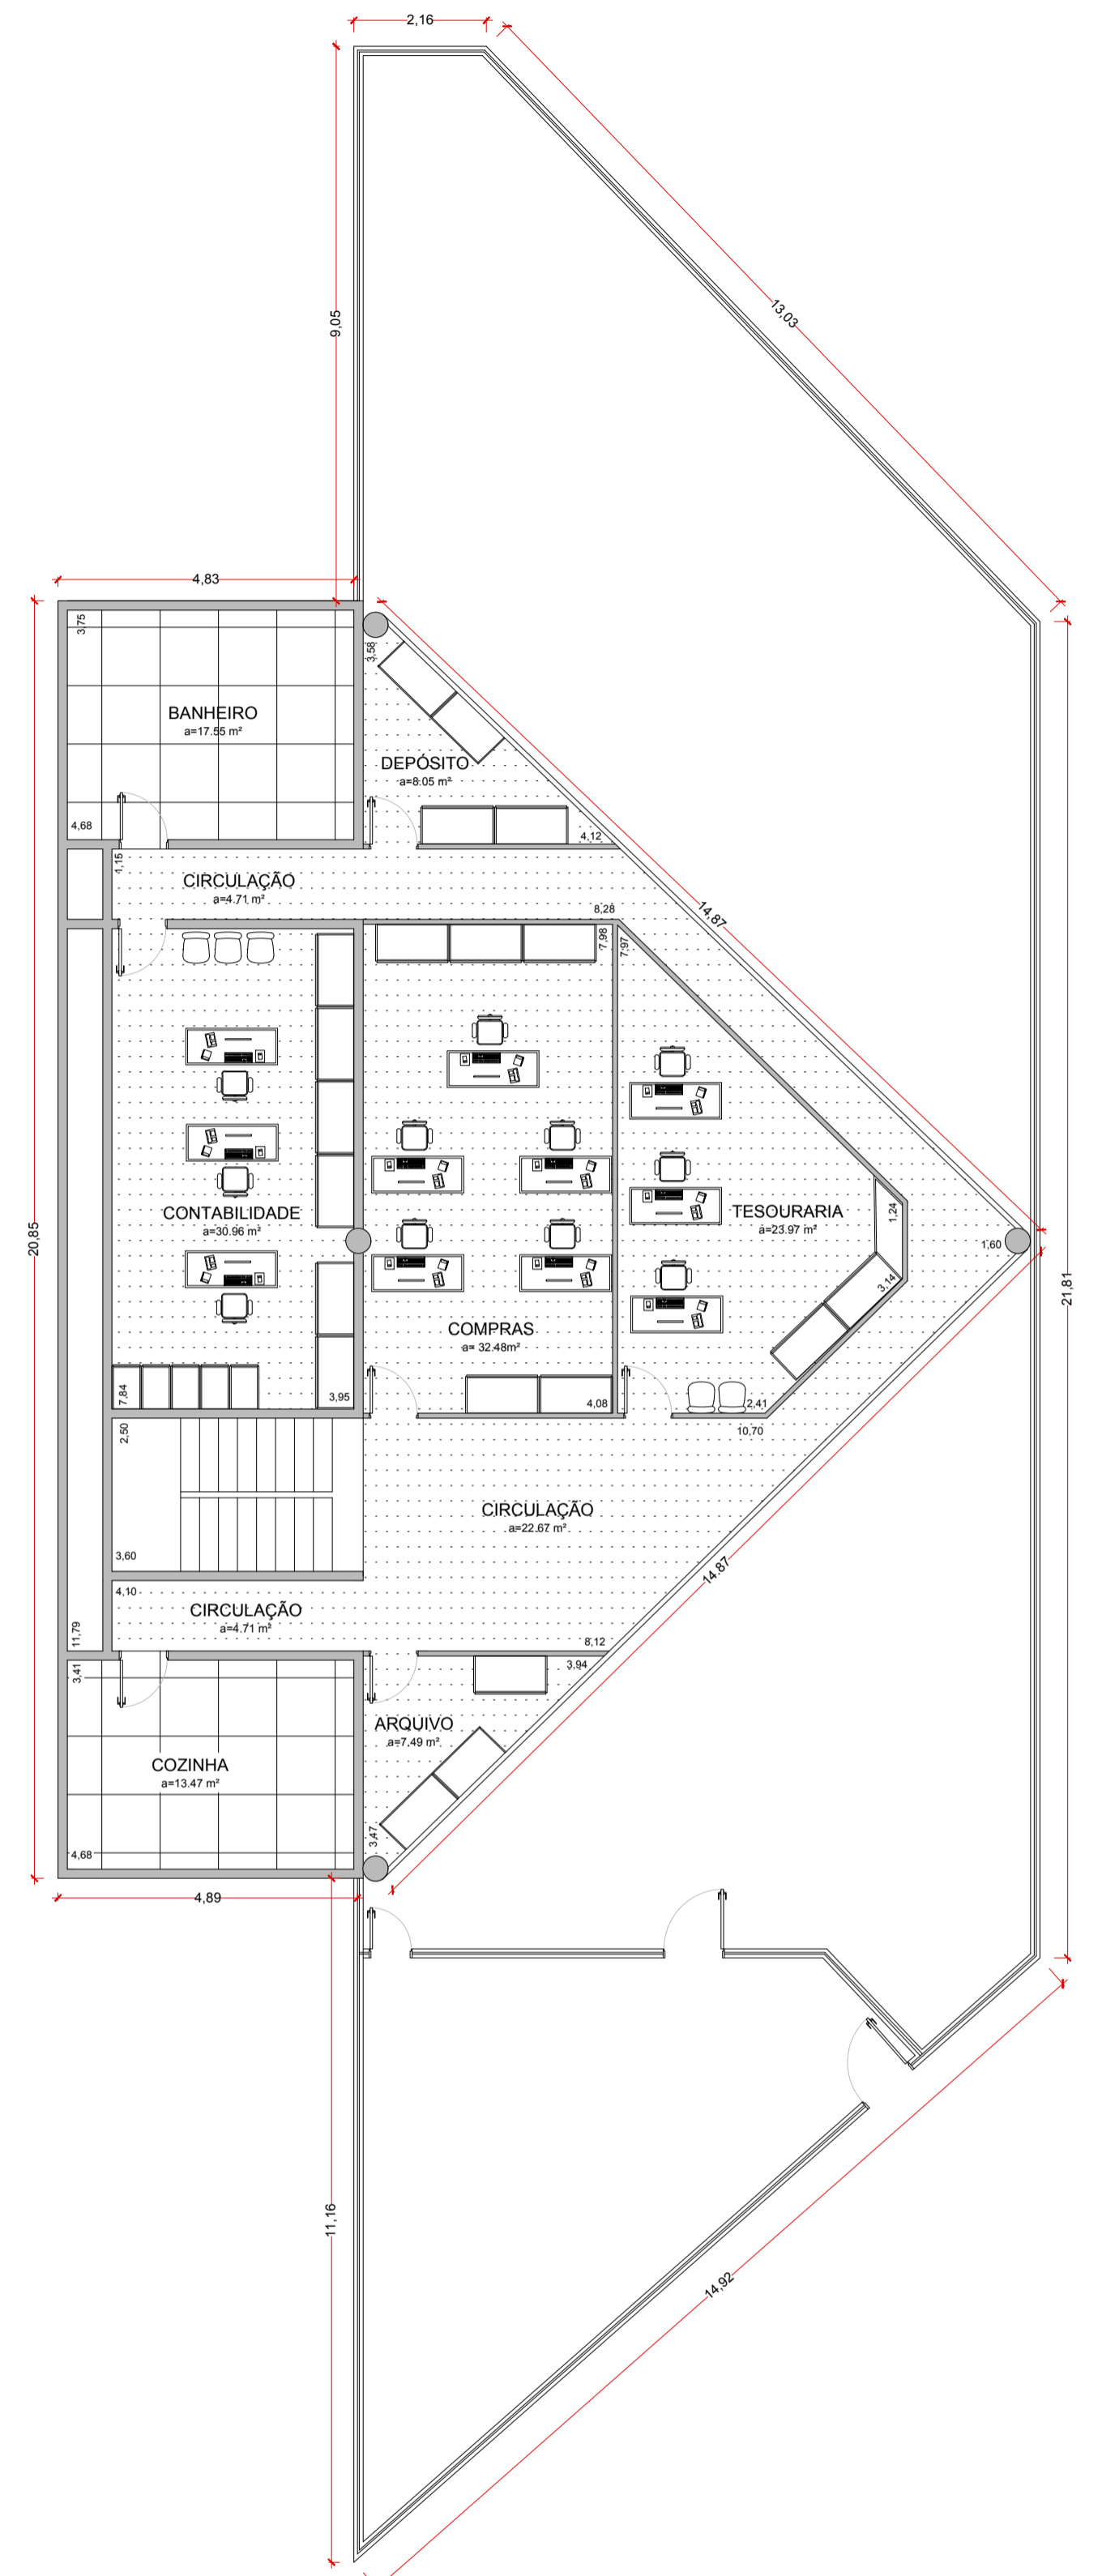 2,16
13,03
9,05
4,83
3,75
3,58
BANHEIRO
a=17.55 m²
DEPÓSITO
a=8.05 m²
4,68
4,12
1,15
CIRCULAÇÃO
a=4.71 m²
8,28
14,87
7,98
7,97
CONTABILIDADE
a=30.96 m²
TESOURARIA
a=23.97 m²
1,24
1,60
20,85
21,81
3,14
COMPRAS
a= 32.48m²
7,84
3,95
4,08
2,41
10,70
2,50
CIRCULAÇÃO
a=22.67 m²
3,60
14.87
4,10
CIRCULAÇÃO
a=4.71 m²
11,79
8,12
3,41
3,94
ARQUIVO
a=7.49 m²
COZINHA
a=13.47 m²
3,47
4,68
4,89
11,16
14,92